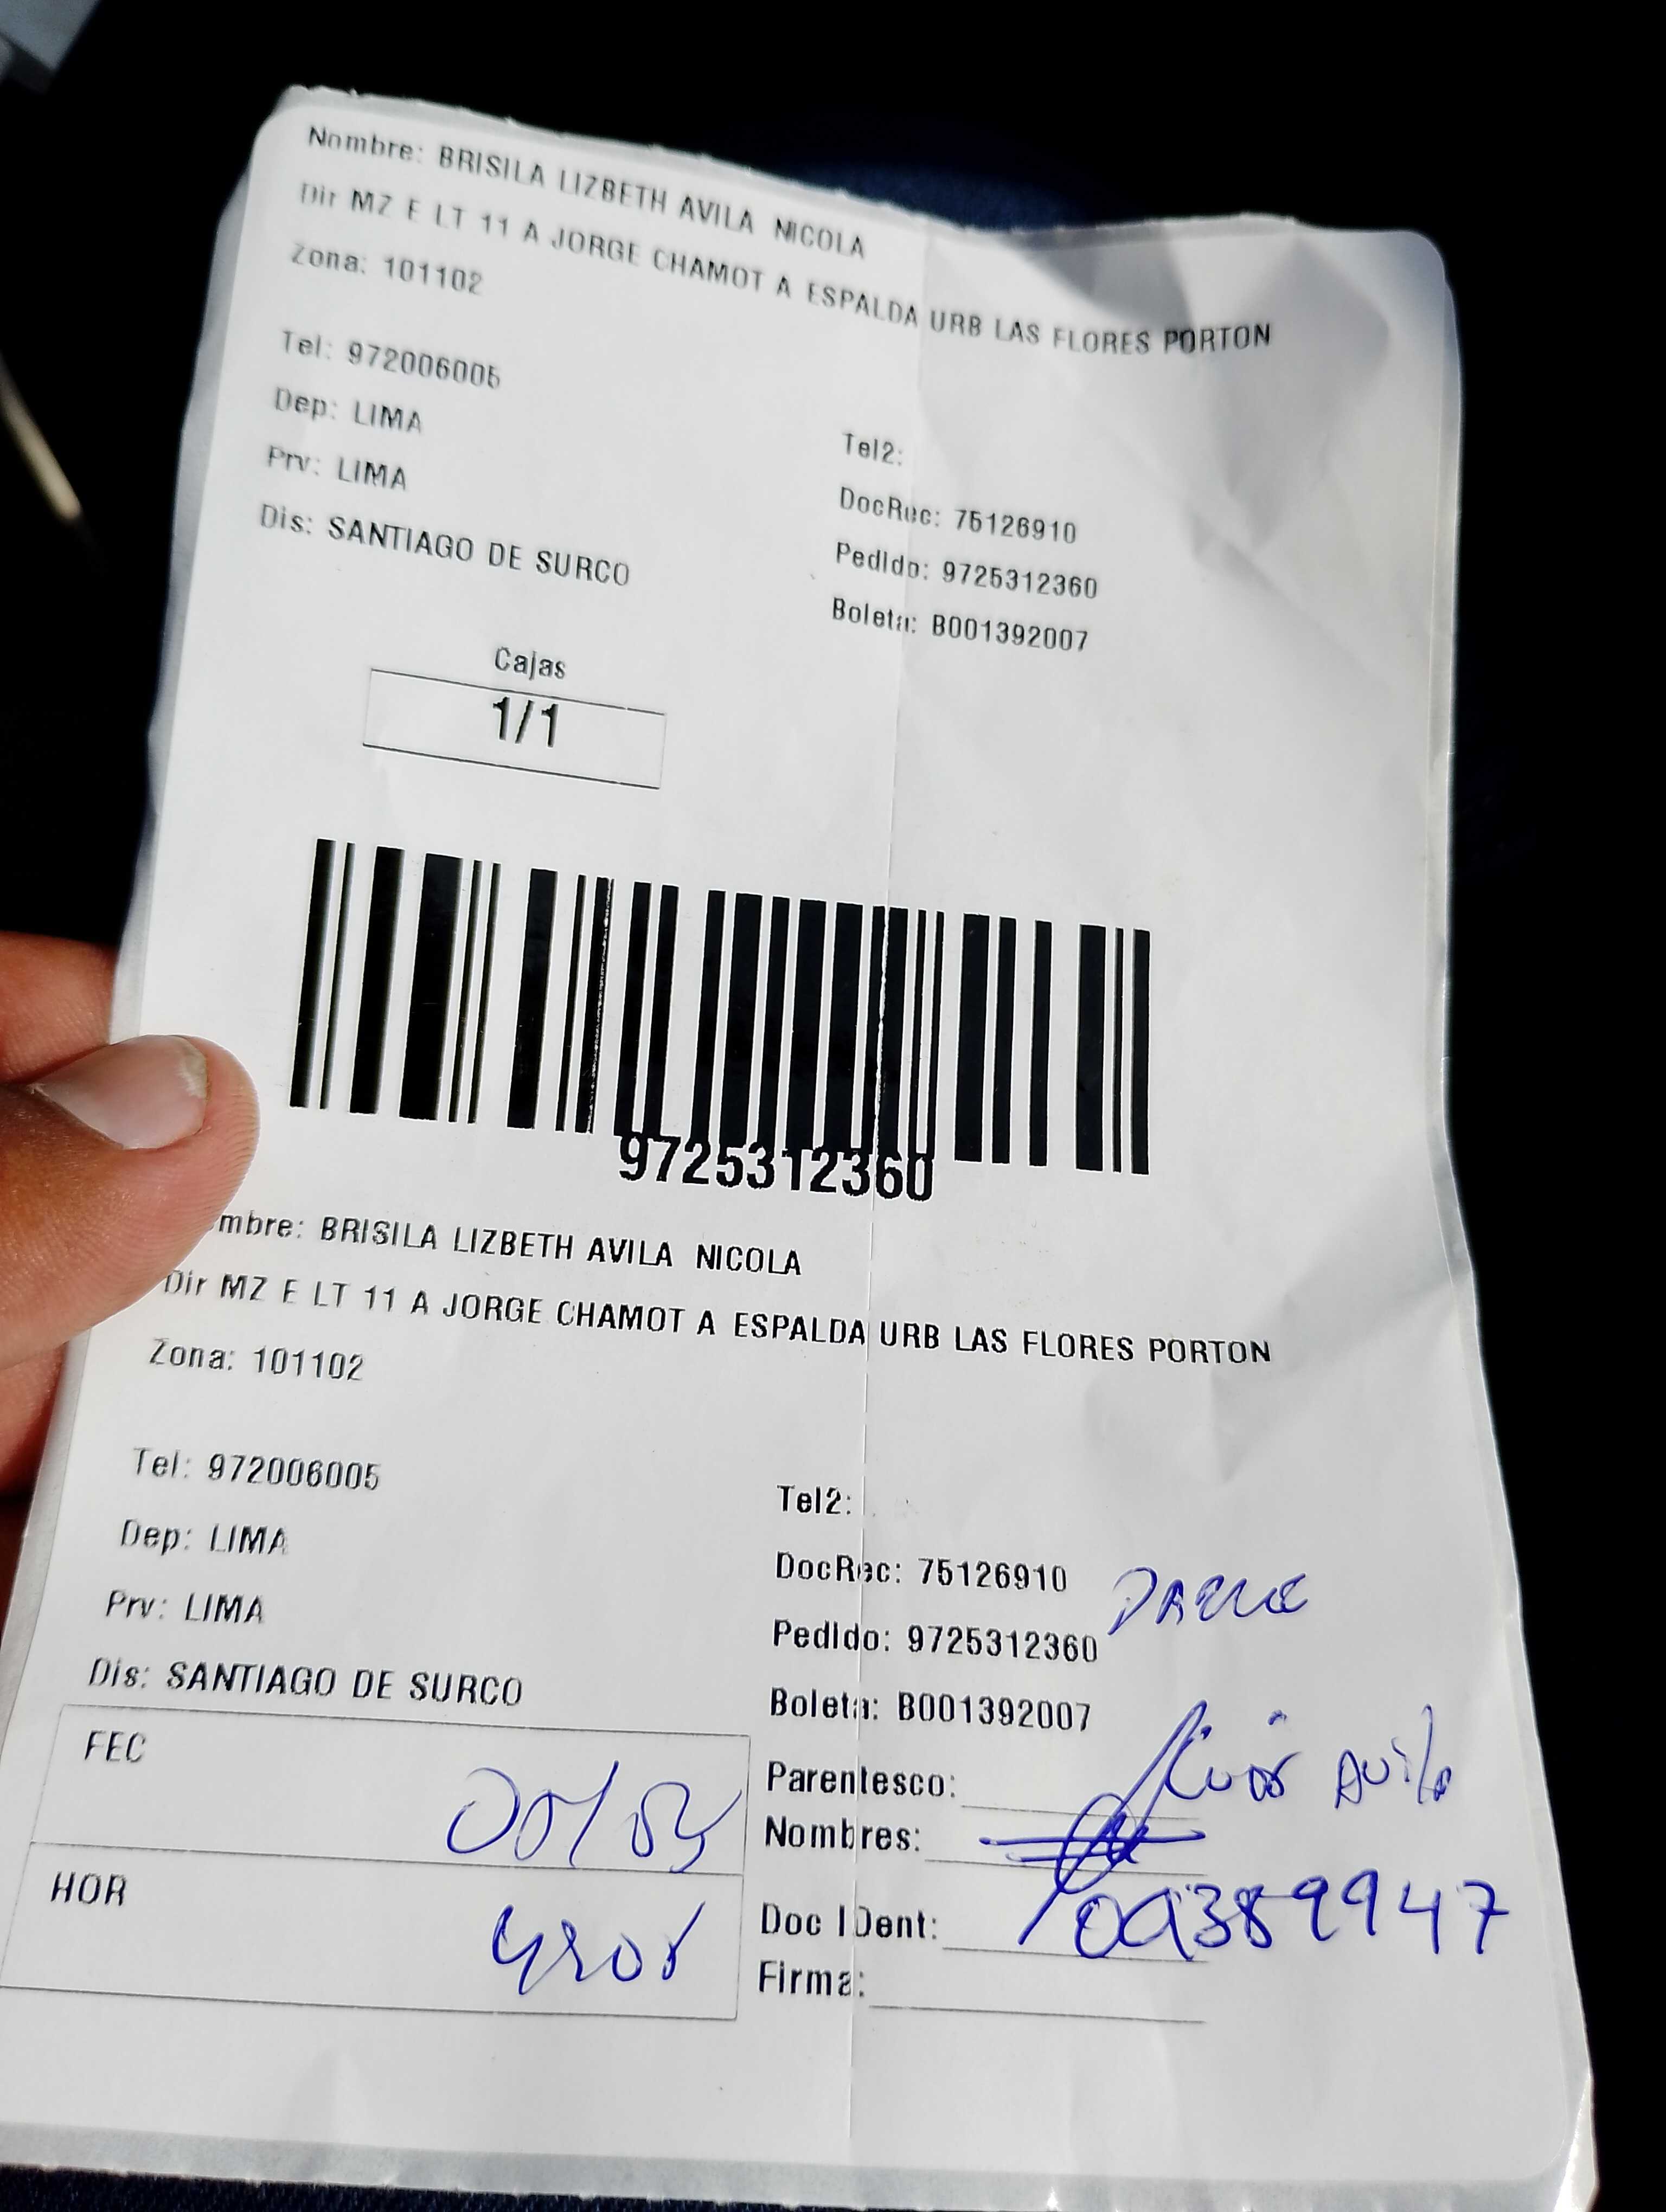 Nombre: BRISILA LIZBETH AVILA NICOLA
Dir MZ E LT 11 A JORGE CHAMOT A ESPALDA URB LAS FLORES PORTON
Zona: 101102
Tel: 972006005
Tel2:
Dep: LIMA
DocRec: 75126910
Prv: LIMA
Pedido: 9725312360
Dis: SANTIAGO DE SURCO
Boleta: B001392007
Cajas
1/1
9725312360
mbre: BRISILA LIZBETH AVILA NICOLA
Dir MZ E LT 11 A JORGE CHAMOT A ESPALDA URB LAS FLORES PORTON
Zona: 101102
Tel: 972006005
Tel2:
Dep: LIMA
DocRec: 75126910
Prv: LIMA
Pedido: 9725312360
Dis: SANTIAGO DE SURCO
Boleta: B001392007
FEC
Parentesco: Avila
Nombres:
HOR
Doc IDent: 09389947
Firma: